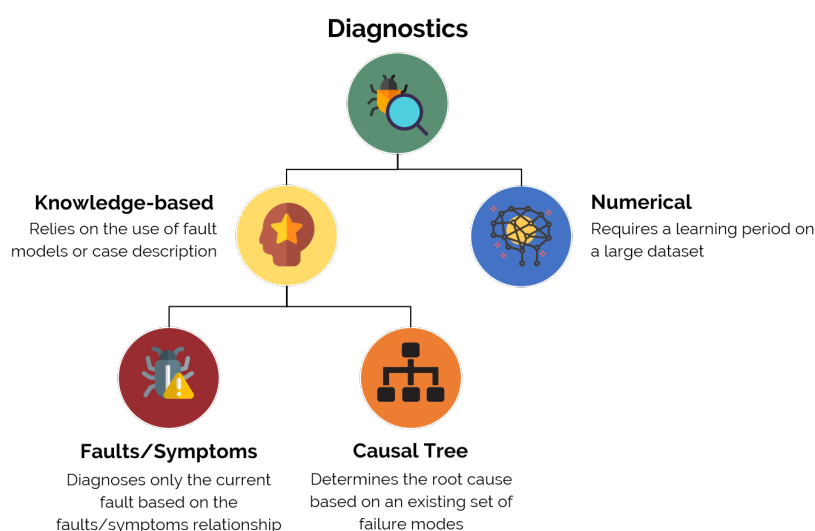 Diagnostics
Knowledge-based
Relies on the use of fault
models or case description
Numerical
Requires a learning period on
a large dataset
Faults/Symptoms
Diagnoses only the current
fault based on the
faults/symptoms relationship
Causal Tree
Determines the root cause
based on an existing set of
failure modes